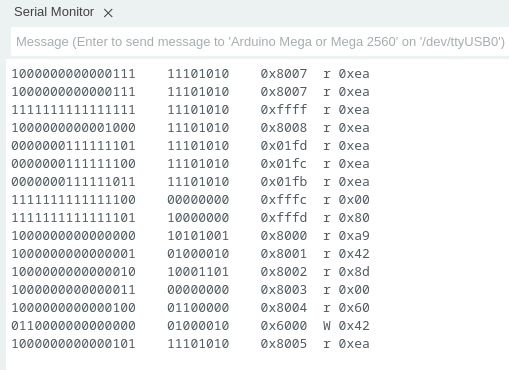 Serial Monitor ×
Message (Enter to send message to 'Arduino Mega or Mega 2560' on '/dev/ttyUSB0')
1000000000000111 11101010 0x8007 r 0xea
1000000000000111 11101010 0x8007 r 0xea
1111111111111111 11101010 0xffff r 0xea
1000000000001000 11101010 0x8008 r 0xea
0000000111111101 11101010 0x01fd r 0xea
0000000111111100 11101010 0x01fc r 0xea
0000000111111011 11101010 0x01fb r 0xea
1111111111111100 00000000 0xfffc r 0x00
1111111111111101 10000000 0xfffd r 0x80
1000000000000000 10101001 0x8000 r 0xa9
1000000000000001 01000010 0x8001 r 0x42
1000000000000010 10001101 0x8002 r 0x8d
1000000000000011 00000000 0x8003 r 0x00
1000000000000100 01100000 0x8004 r 0x60
0110000000000000 01000010 0x6000 W 0x42
1000000000000101 11101010 0x8005 r 0xea